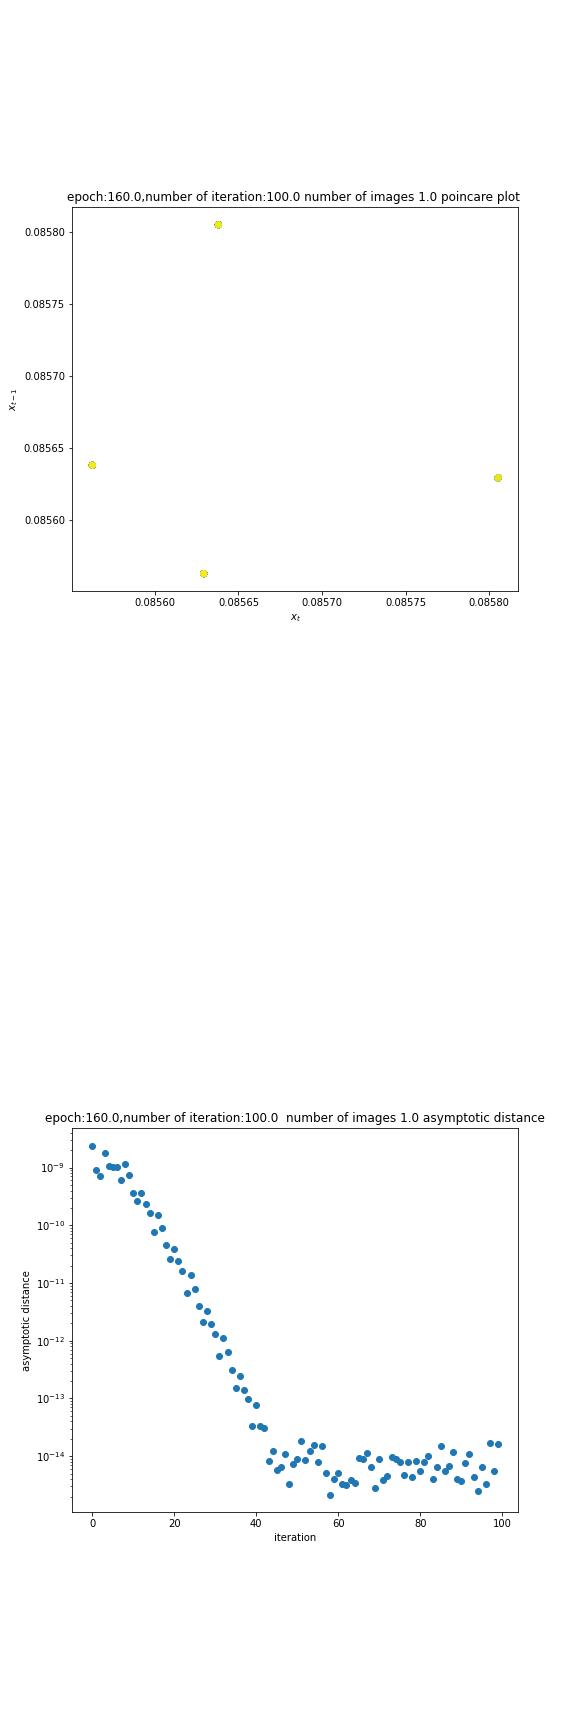 epoch:160.0,number of iteration:100.0 number of images 1.0 poincare plot
0.08580
0.08575
0.08570
0.08565
0.08560
x_{t-1}
0.08560 0.08565 0.08570 0.08575 0.08580
x_t
epoch:160.0,number of iteration:100.0  number of images 1.0 asymptotic distance
10^{-9}
10^{-10}
10^{-11}
10^{-12}
10^{-13}
10^{-14}
asymptotic distance
0 20 40 60 80 100
iteration